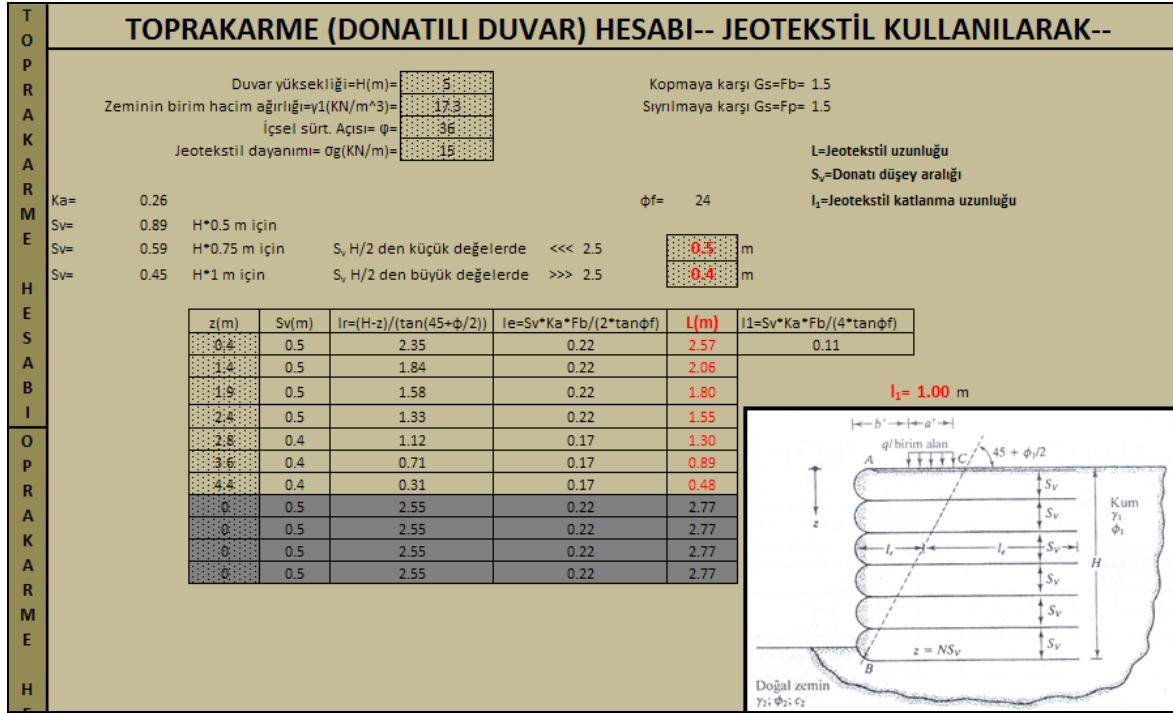 TOPRAKARME HESABI
OPRAKARME HE
TOPRAKARME (DONATILI DUVAR) HESABI-- JEOTEKSTİL KULLANILARAK--
Duvar yüksekliği=H(m)= 5
Kopmaya karşı Gs=Fb= 1.5
Zeminin birim hacim ağırlığı=γ1(KN/m^3)= 17.3
Sıyrılmaya karşı Gs=Fp= 1.5
İçsel sürt. Açısı= φ= 36
Jeotekstil dayanımı= σg(KN/m)= 15
L=Jeotekstil uzunluğu
Sv=Donatı düşey aralığı
Ka= 0.26
φf= 24
l1=Jeotekstil katlanma uzunluğu
Sv= 0.89 H*0.5 m için
Sv= 0.59 H*0.75 m için Sv H/2 den küçük değelerde <<< 2.5 0.5 m
Sv= 0.45 H*1 m için Sv H/2 den büyük değelerde >>> 2.5 0.4 m
z(m) Sv(m) lr=(H-z)/(tan(45+φ/2)) le=Sv*Ka*Fb/(2*tanφf) L(m) l1=Sv*Ka*Fb/(4*tanφf)
0.4 0.5 2.35 0.22 2.57 0.11
1.4 0.5 1.84 0.22 2.06
1.9 0.5 1.58 0.22 1.80
2.4 0.5 1.33 0.22 1.55
2.8 0.4 1.12 0.17 1.30
3.6 0.4 0.71 0.17 0.89
4.4 0.4 0.31 0.17 0.48
0 0.5 2.55 0.22 2.77
0 0.5 2.55 0.22 2.77
0 0.5 2.55 0.22 2.77
0 0.5 2.55 0.22 2.77
l1= 1.00 m
b' a'
q/birim alan
45 + φ1/2
A C
SV
z
SV
Kum
γ1
φ1
lr le SV
H
SV
SV
z = NSV SV
B
Doğal zemin
γ2; φ2; c2